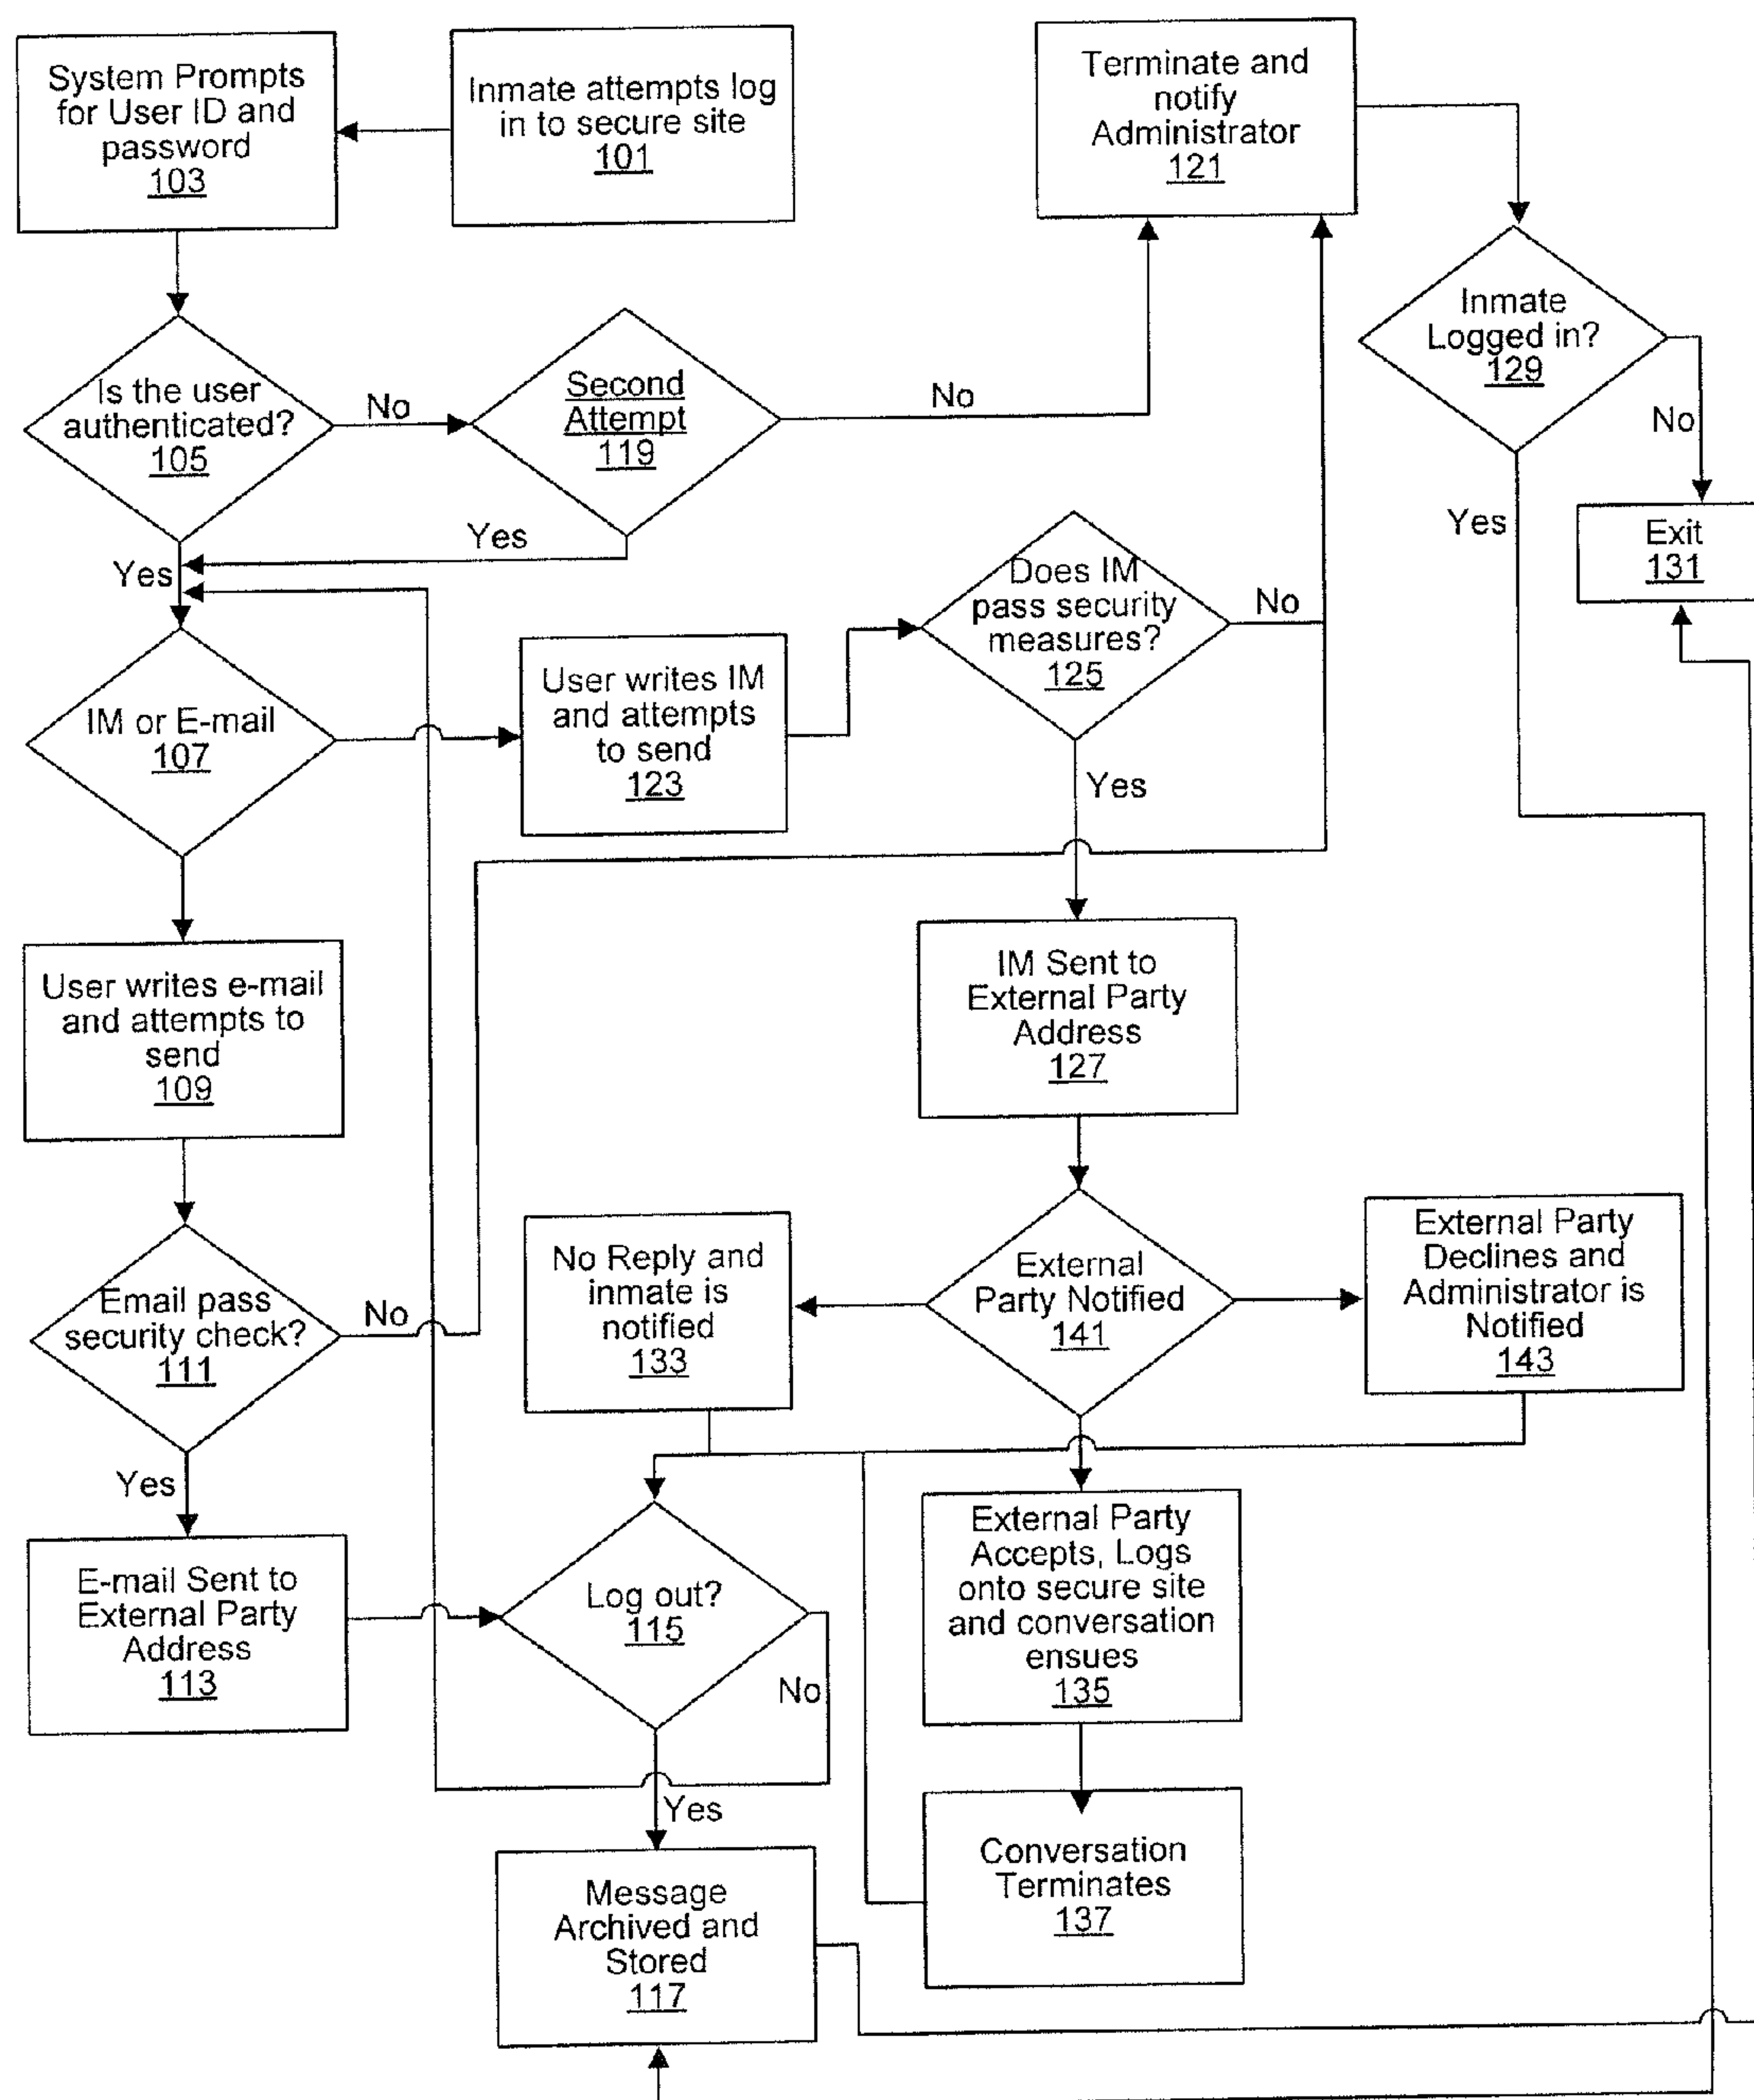 System Prompts
for User ID and
password
103
Inmate attempts log
in to secure site
101
Terminate and
notify
Administrator
121
Inmate
Logged in?
129
No
Yes
Exit
131
Is the user
authenticated?
105
No
Second
Attempt
119
No
Yes
Yes
IM or E-mail
107
User writes IM
and attempts
to send
123
Does IM
pass security
measures?
125
No
Yes
User writes e-mail
and attempts to
send
109
IM Sent to
External Party
Address
127
Email pass
security check?
111
No
Yes
No Reply and
inmate is
notified
133
External
Party Notified
141
External Party
Declines and
Administrator is
Notified
143
E-mail Sent to
External Party
Address
113
Log out?
115
No
Yes
External Party
Accepts, Logs
onto secure site
and conversation
ensues
135
Message
Archived and
Stored
117
Conversation
Terminates
137